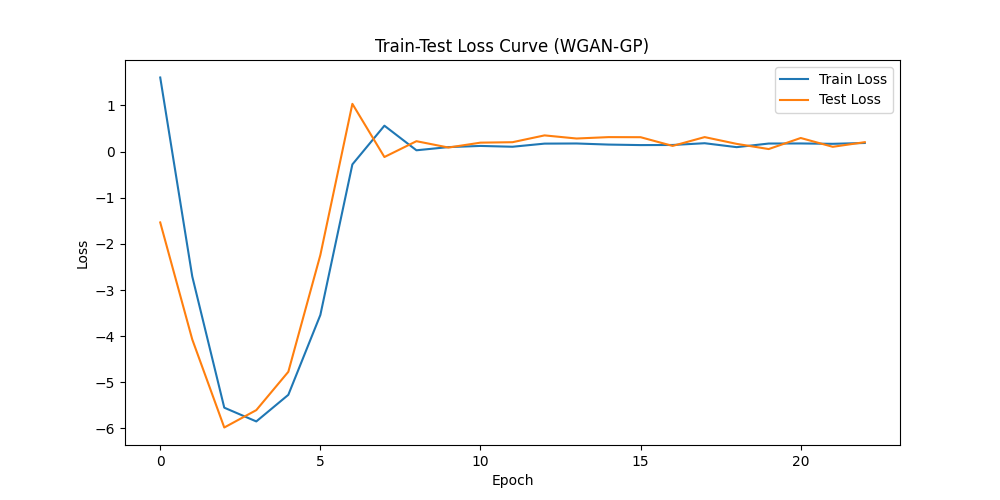 Train-Test Loss Curve (WGAN-GP)
Train Loss
Test Loss
Loss
1
0
−1
−2
−3
−4
−5
−6
0 5 10 15 20
Epoch